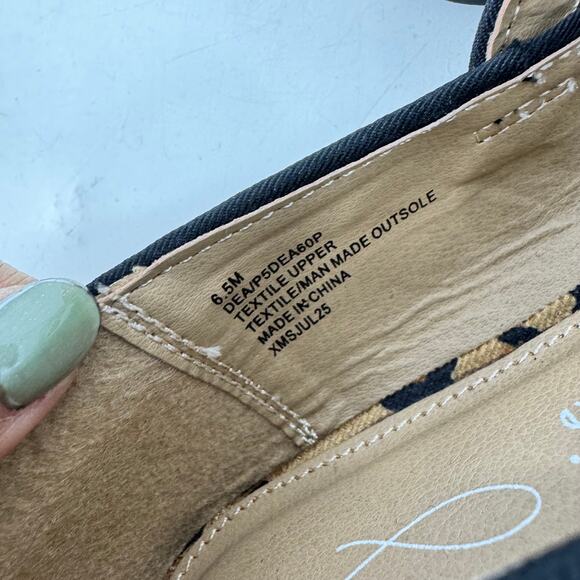 6.5M
DEA/P5DEA60P
TEXTILE UPPER
TEXTILE/MAN MADE OUTSOLE
MADE IN CHINA
XMSJUL25